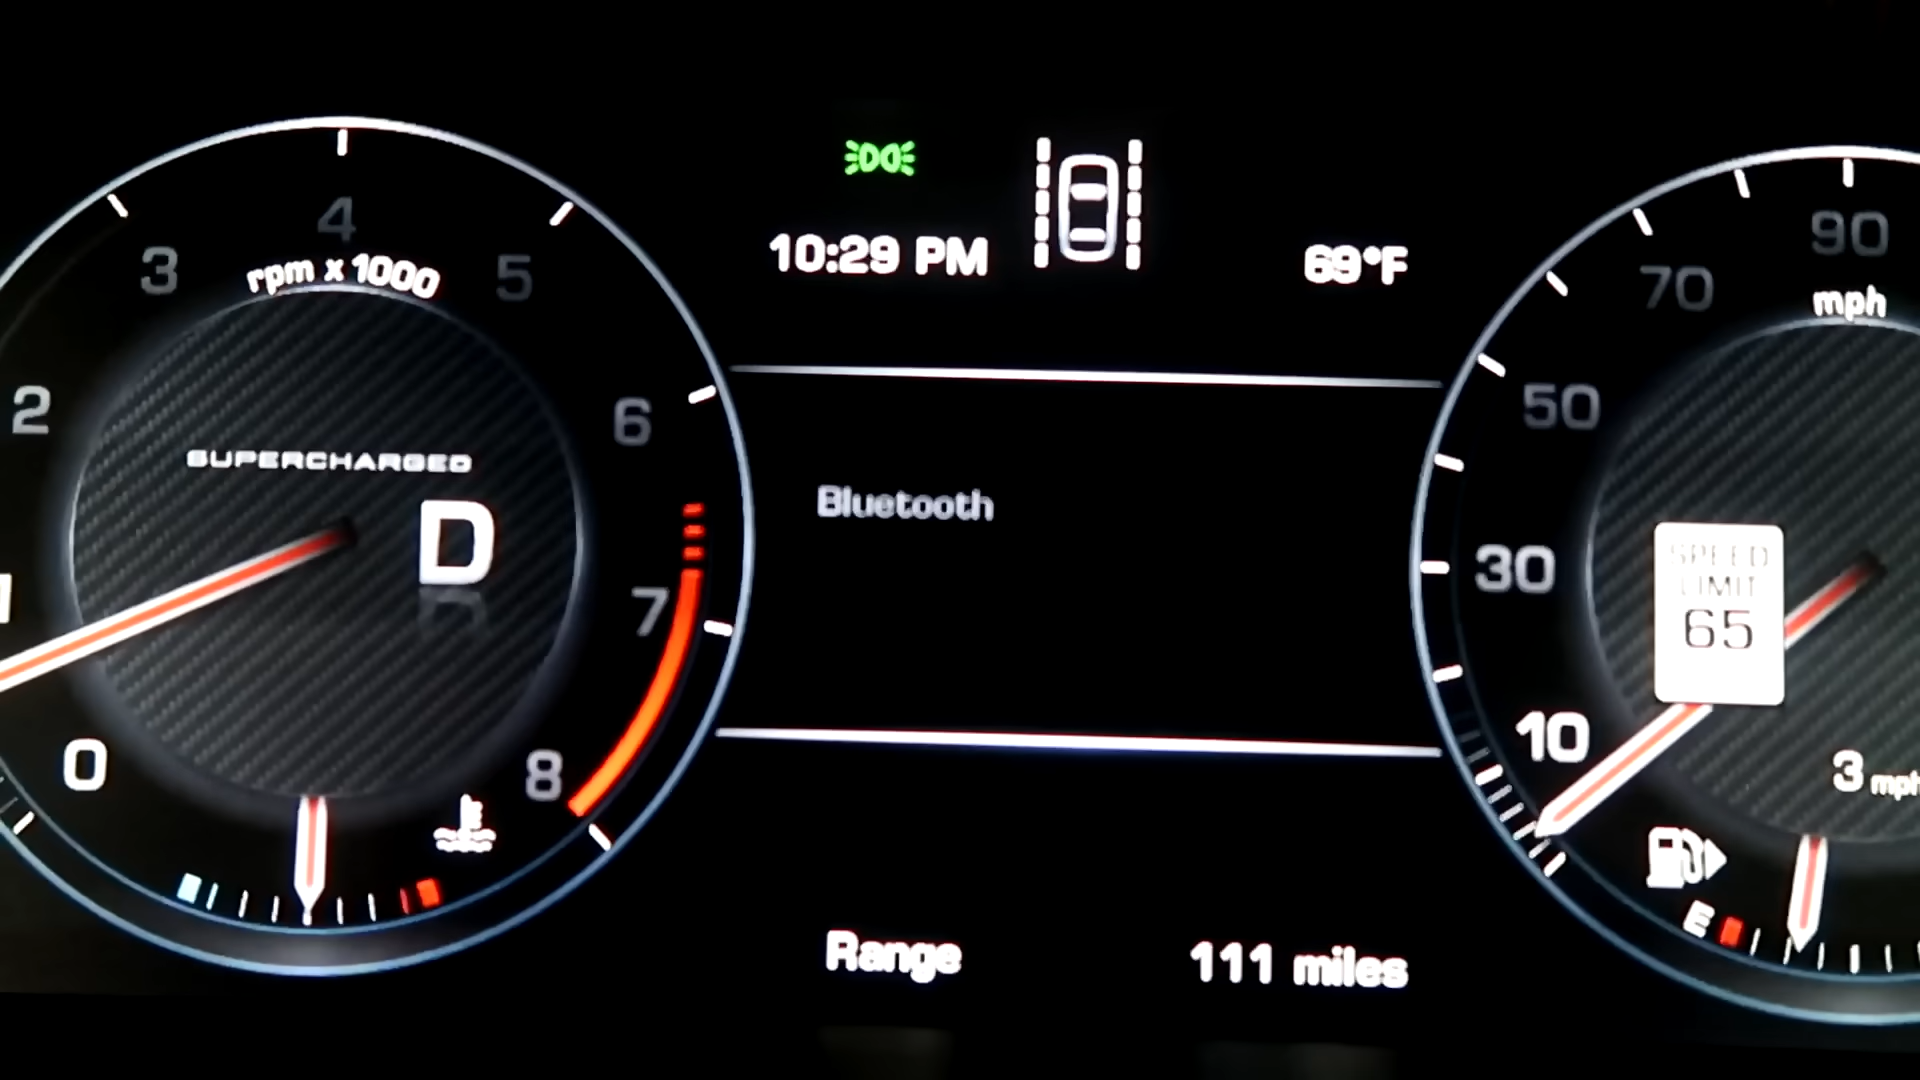 4
3
5
rpm x 1000
2
6
SUPERCHARGED
D
1
7
0
8
10:29 PM
69°F
Bluetooth
Range
111 miles
90
70
mph
50
30
SPEED
LIMIT
65
10
3 mph
E